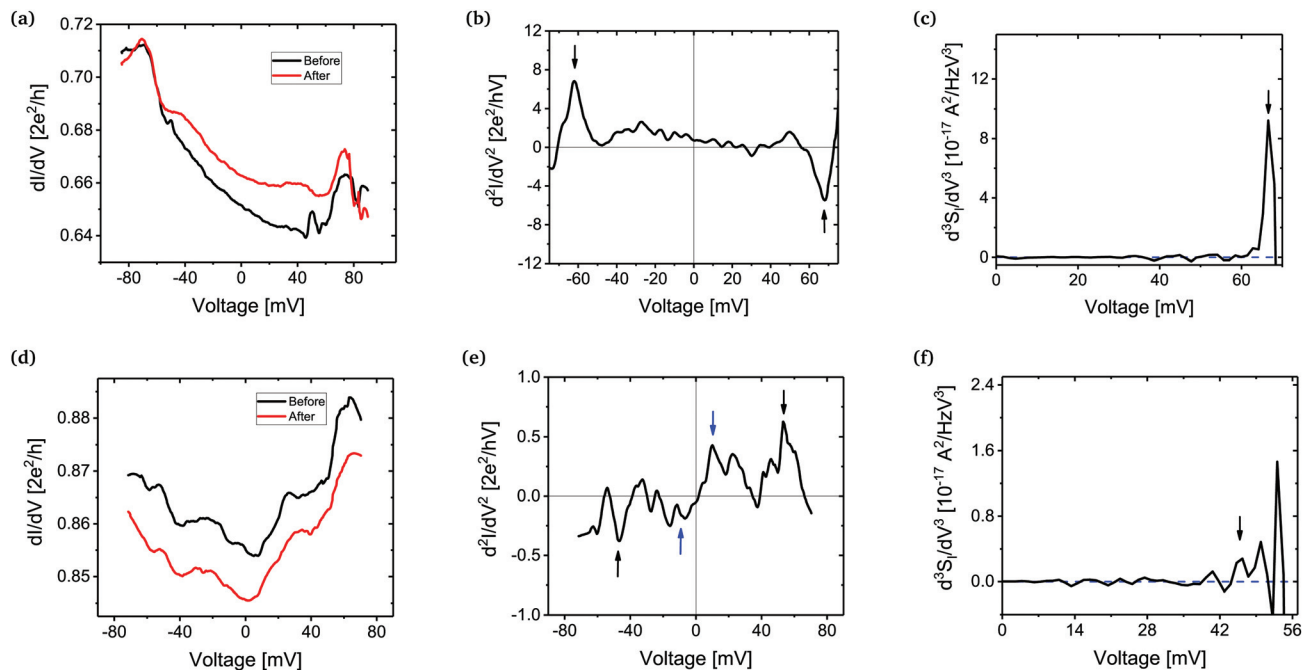 (a)
dI/dV [2e²/h]
0.72
0.70
0.68
0.66
0.64
Before
After
-80 -40 0 40 80
Voltage [mV]
(b)
d²I/dV² [2e²/hV]
12
8
4
0
-4
-8
-12
-60 -40 -20 0 20 40 60
Voltage [mV]
(c)
d³S_I/dV³ [10⁻¹⁷ A²/HzV³]
12
8
4
0
0 20 40 60
Voltage [mV]
(d)
dI/dV [2e²/h]
0.88
0.87
0.86
0.85
Before
After
-80 -40 0 40 80
Voltage [mV]
(e)
d²I/dV² [2e²/hV]
1.0
0.5
0.0
-0.5
-1.0
-80 -40 0 40 80
Voltage [mV]
(f)
d³S_I/dV³ [10⁻¹⁷ A²/HzV³]
2.4
1.6
0.8
0.0
0 14 28 42 56
Voltage [mV]